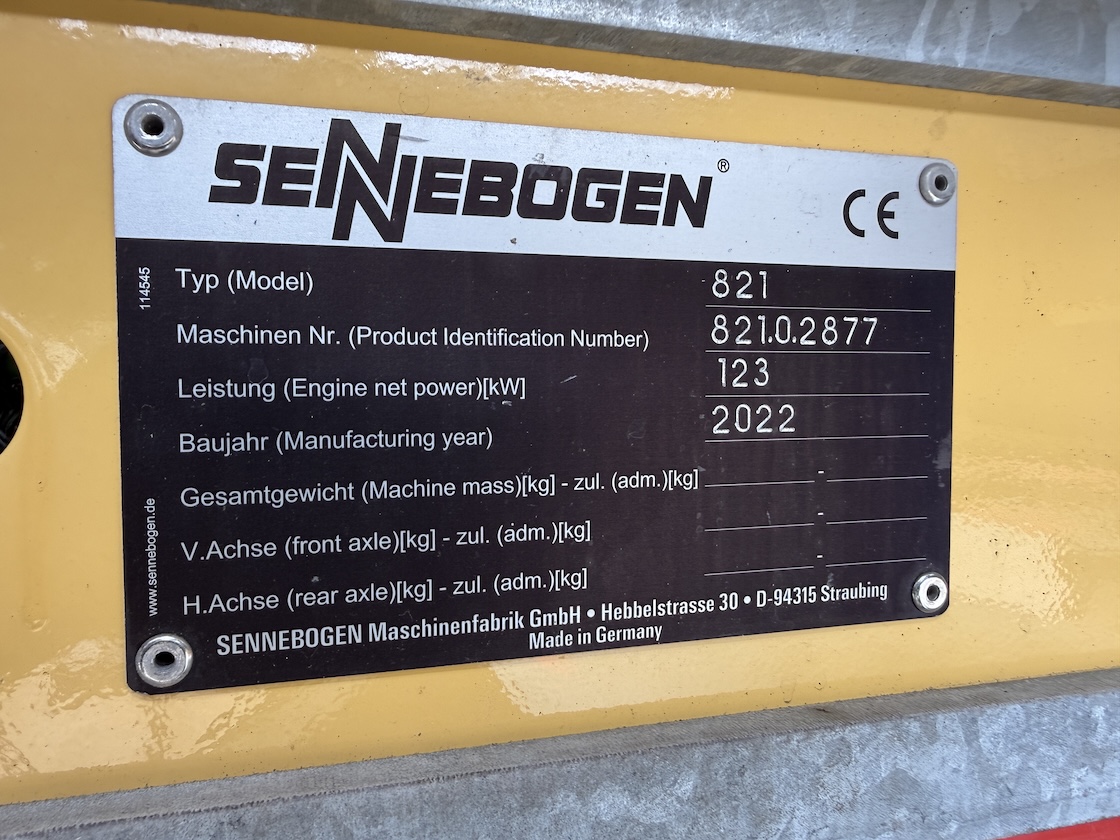 SENNEBOGEN®
CE
114545
Typ (Model) 821
Maschinen Nr. (Product Identification Number) 821.0.2877
Leistung (Engine net power)[kW] 123
Baujahr (Manufacturing year) 2022
Gesamtgewicht (Machine mass)[kg] - zul. (adm.)[kg] -
V.Achse (front axle)[kg] - zul. (adm.)[kg] -
H.Achse (rear axle)[kg] - zul. (adm.)[kg] -
www.sennebogen.de
SENNEBOGEN Maschinenfabrik GmbH • Hebbelstrasse 30 • D-94315 Straubing
Made in Germany